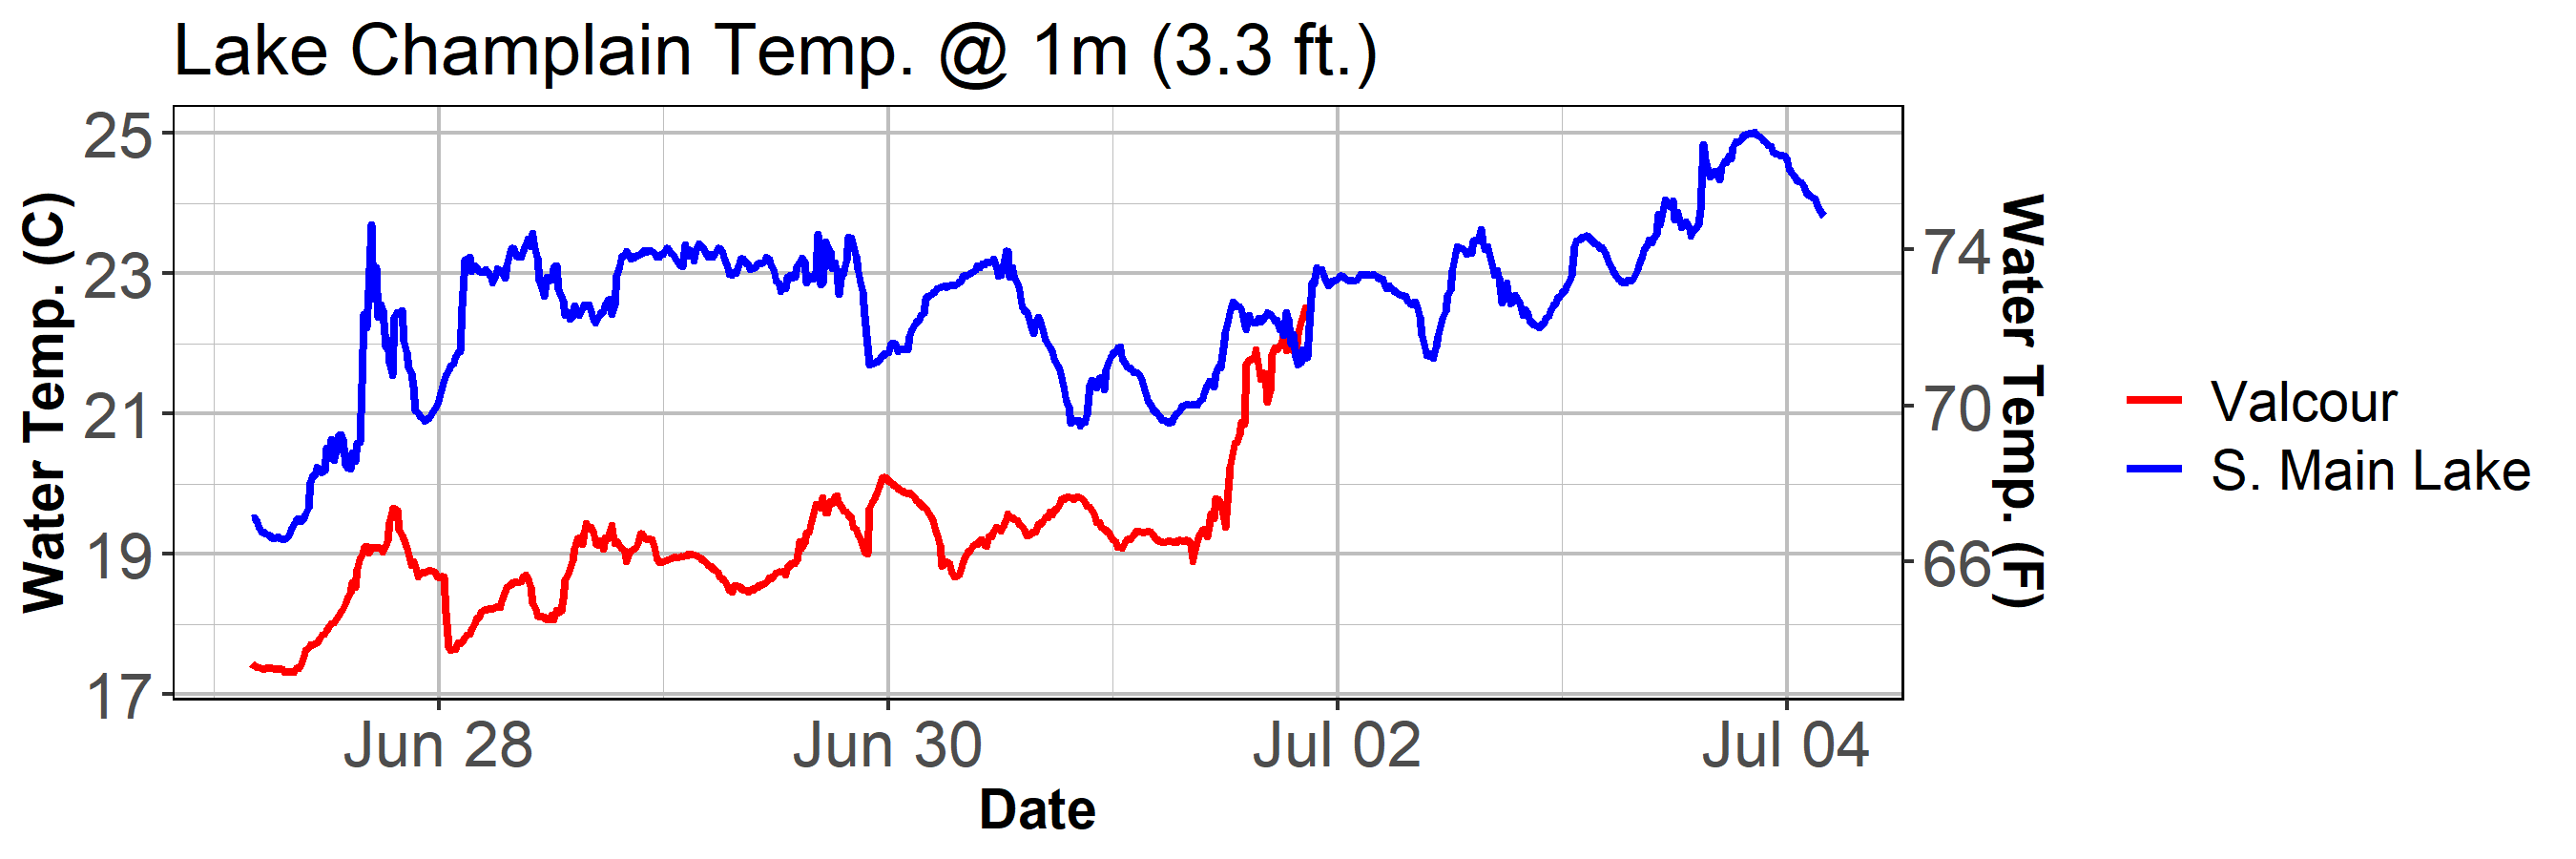 Lake Champlain Temp. @ 1m (3.3 ft.)
Water Temp. (C)
25
23
21
19
17
74
70
66
Water Temp. (F)
Jun 28
Jun 30
Jul 02
Jul 04
Date
Valcour
S. Main Lake